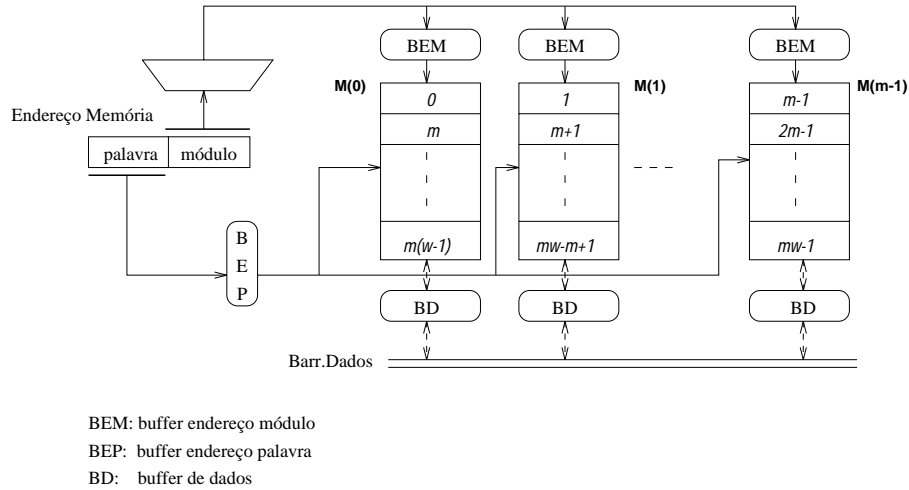 BEM BEM BEM
M(0) M(1) M(m-1)
0 1 m-1
m m+1 2m-1
Endereço Memória
palavra módulo
B
E
P
m(w-1) mw-m+1 mw-1
BD BD BD
Barr.Dados
BEM: buffer endereço módulo
BEP: buffer endereço palavra
BD: buffer de dados